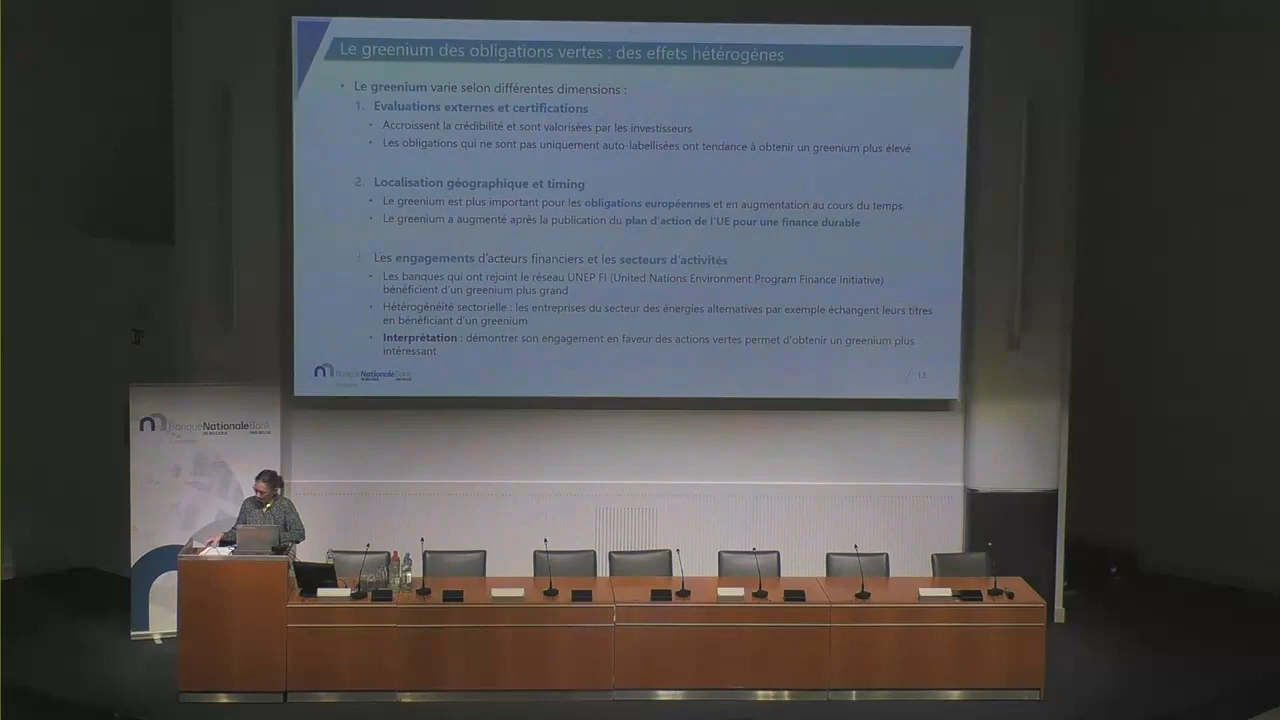 Le greenium des obligations vertes : des effets hétérogènes
• Le greenium varie selon différentes dimensions :
1. Evaluations externes et certifications
• Accroissent la crédibilité et sont valorisées par les investisseurs
• Les obligations qui ne sont pas uniquement auto-labellisées ont tendance à obtenir un greenium plus élevé
2. Localisation géographique et timing
• Le greenium est plus important pour les obligations européennes et en augmentation au cours du temps
• Le greenium a augmenté après la publication du plan d'action de l'UE pour une finance durable
3. Les engagements d'acteurs financiers et les secteurs d'activités
• Les banques qui ont rejoint le réseau UNEP FI (United Nations Environment Program Finance Initiative)
bénéficient d'un greenium plus grand
• Hétérogénéité sectorielle : les entreprises du secteur des énergies alternatives par exemple échangent leurs titres
en bénéficiant d'un greenium
• Interprétation : démontrer son engagement en faveur des actions vertes permet d'obtenir un greenium plus
intéressant
BanqueNationaleBank
/ 13
BanqueNationaleBank
DE BELGIQUE